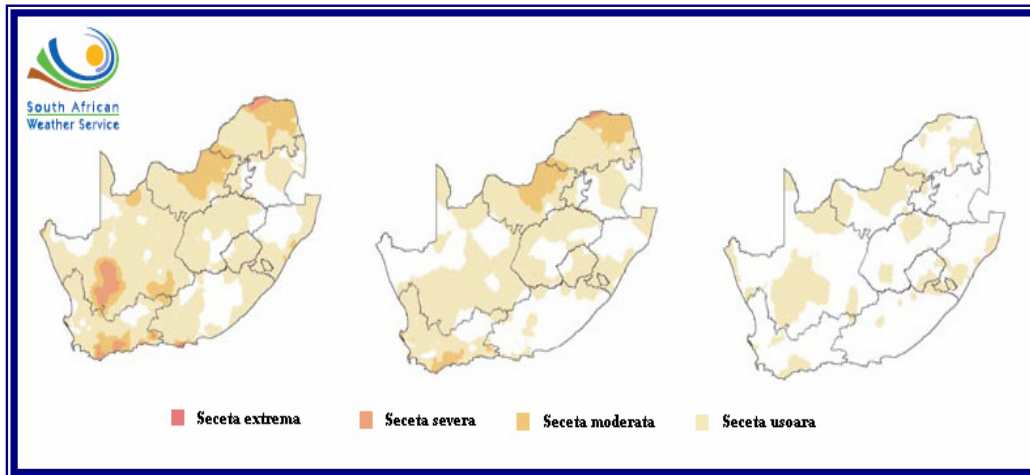 South African
Weather Service
Seceta extrema
Seceta severa
Seceta moderata
Seceta usoara